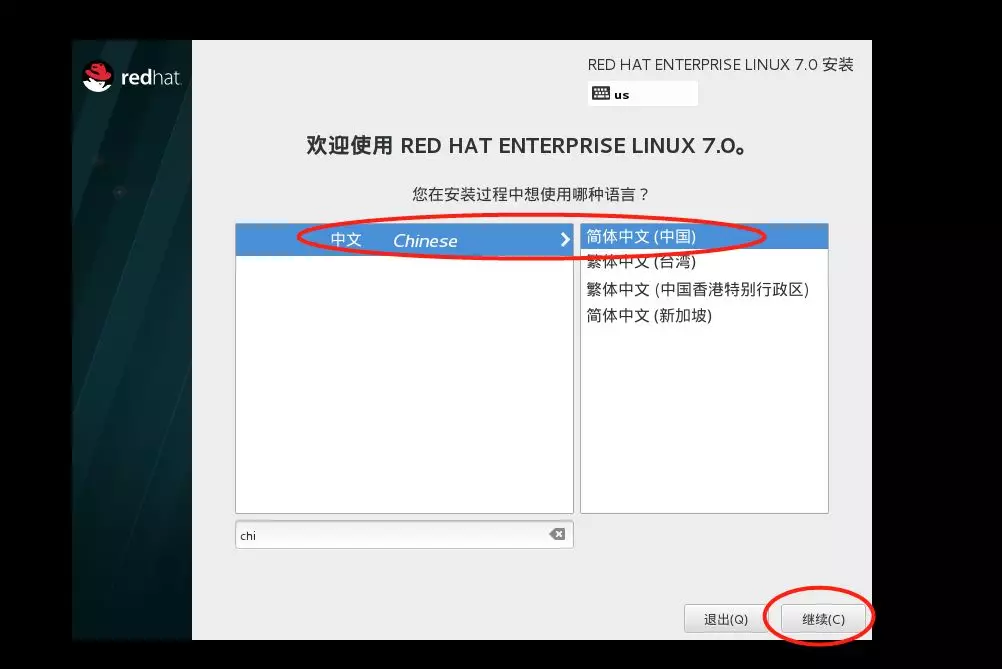 redhat
RED HAT ENTERPRISE LINUX 7.0 安装
us
欢迎使用 RED HAT ENTERPRISE LINUX 7.0。
您在安装过程中想使用哪种语言？
中文 Chinese
简体中文 (中国)
繁体中文 (台湾)
繁体中文 (中国香港特别行政区)
简体中文 (新加坡)
chi
退出(Q)
继续(C)